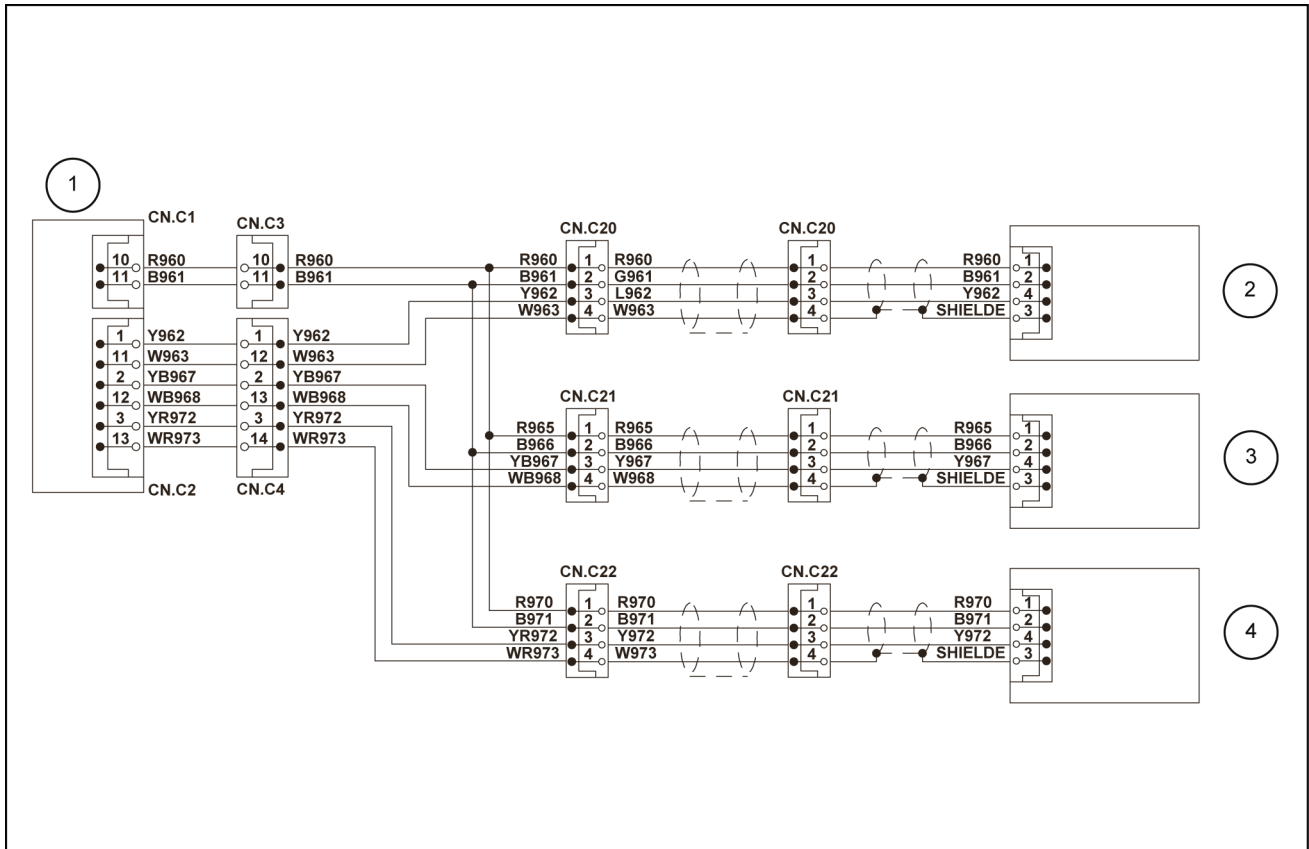 1
CN.C1
CN.C3
10 R960 10 R960
11 B961 11 B961
1 Y962 1 Y962
11 W963 12 W963
2 YB967 2 YB967
12 WB968 13 WB968
3 YR972 3 YR972
13 WR973 14 WR973
CN.C2
CN.C4
CN.C20 CN.C20
R960 1 R960 1 R960 1
B961 2 G961 2 B961 2
Y962 3 L962 3 Y962 4
W963 4 W963 4 SHIELDE 3
2
CN.C21 CN.C21
R965 1 R965 1 R965 1
B966 2 B966 2 B966 2
YB967 3 Y967 3 Y967 4
WB968 4 W968 4 SHIELDE 3
3
CN.C22 CN.C22
R970 1 R970 1 R970 1
B971 2 B971 2 B971 2
YR972 3 Y972 3 Y972 4
WR973 4 W973 4 SHIELDE 3
4